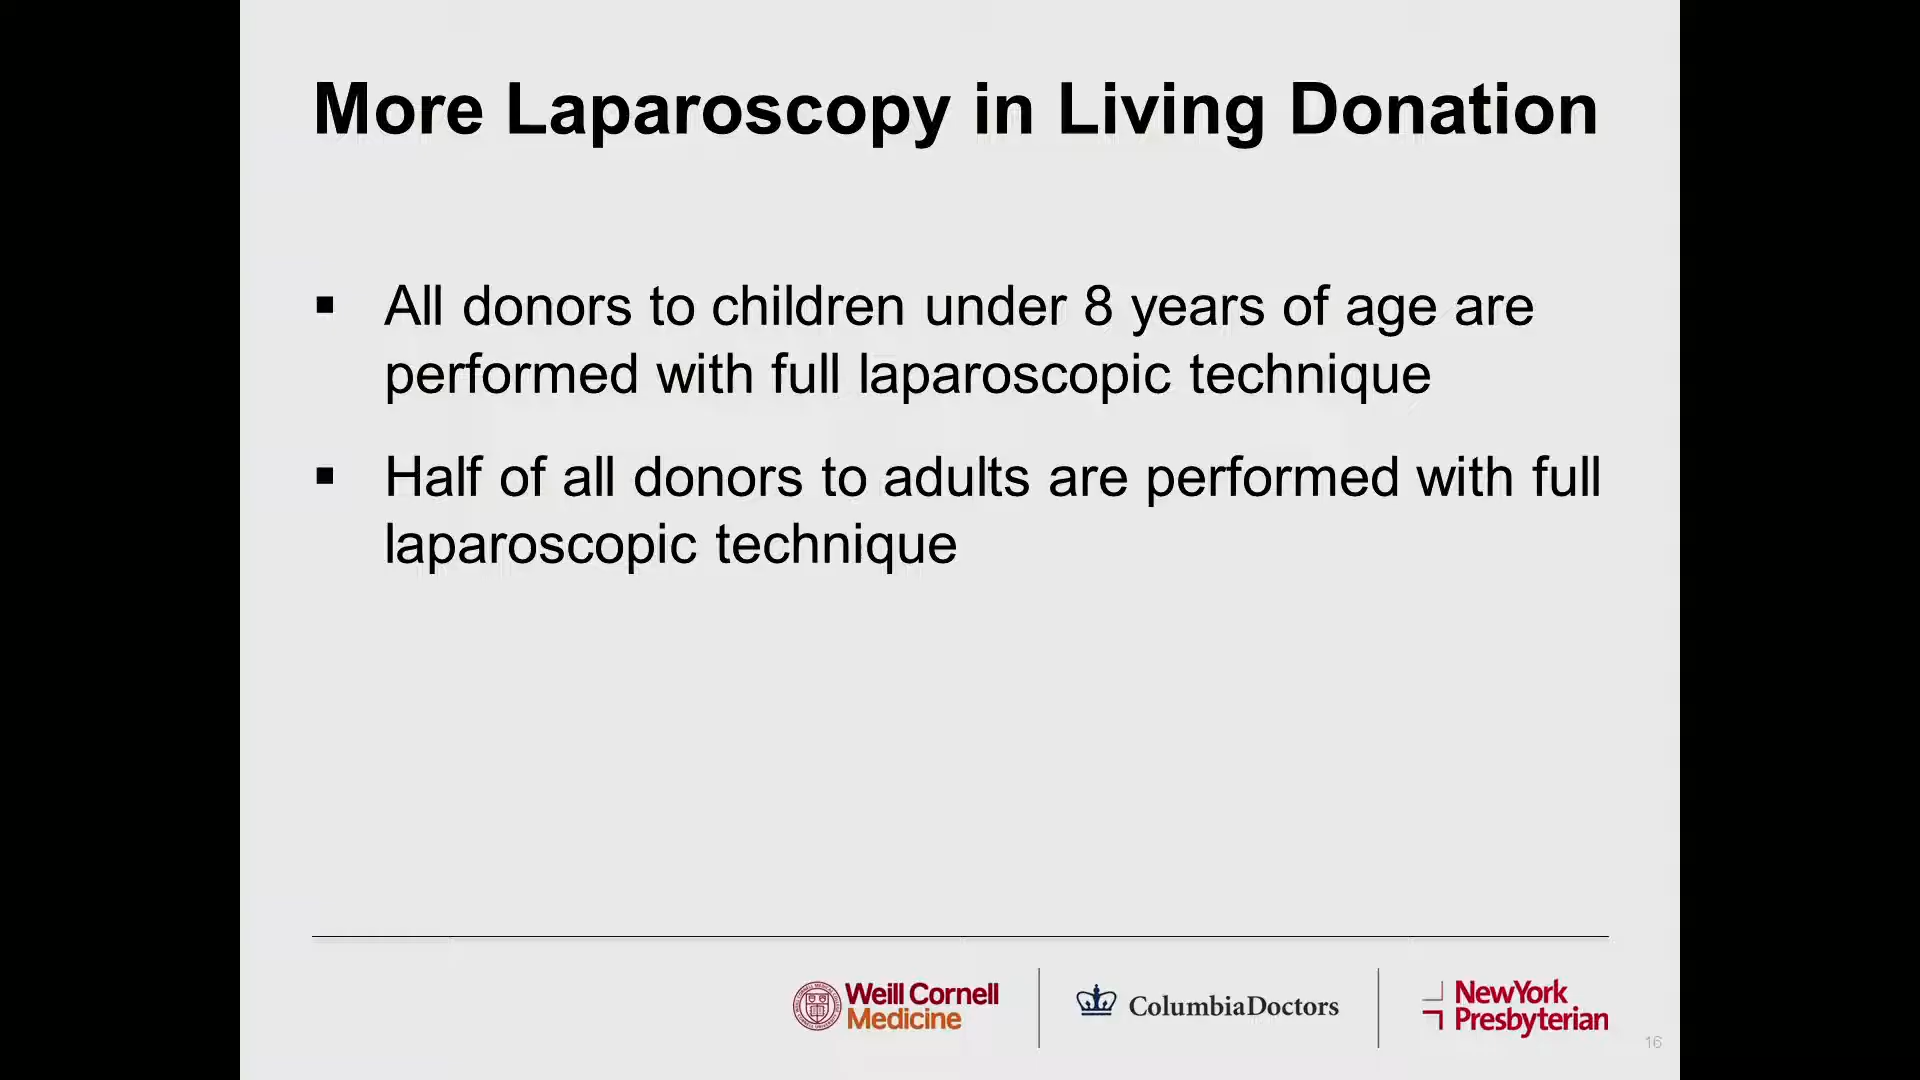 More Laparoscopy in Living Donation
▪ All donors to children under 8 years of age are
performed with full laparoscopic technique
▪ Half of all donors to adults are performed with full
laparoscopic technique
Weill Cornell
Medicine
ColumbiaDoctors
NewYork
Presbyterian
16